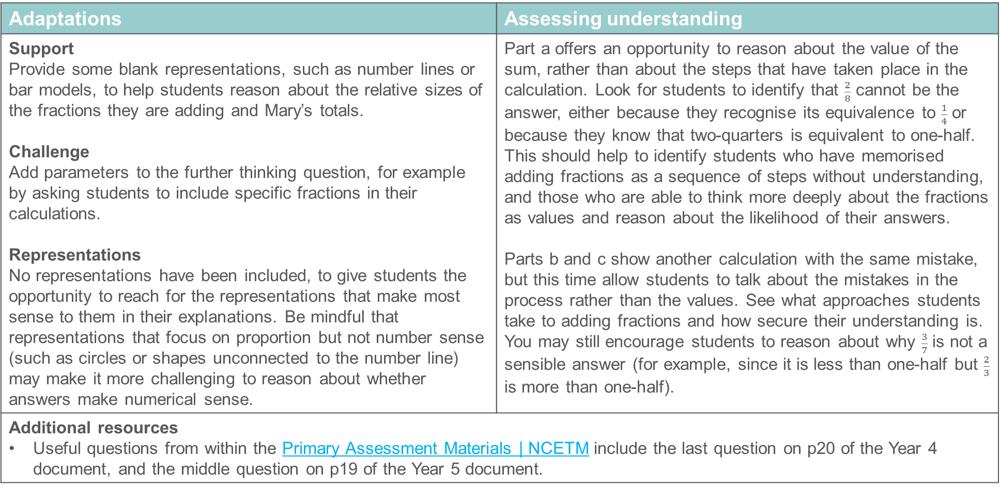 Adaptations
Support
Provide some blank representations, such as number lines or
bar models, to help students reason about the relative sizes of
the fractions they are adding and Mary’s totals.
Challenge
Add parameters to the further thinking question, for example
by asking students to include specific fractions in their
calculations.
Representations
No representations have been included, to give students the
opportunity to reach for the representations that make most
sense to them in their explanations. Be mindful that
representations that focus on proportion but not number sense
(such as circles or shapes unconnected to the number line)
may make it more challenging to reason about whether
answers make numerical sense.
Assessing understanding
Part a offers an opportunity to reason about the value of the
sum, rather than about the steps that have taken place in the
calculation. Look for students to identify that 2/8 cannot be the
answer, either because they recognise its equivalence to 1/4 or
because they know that two-quarters is equivalent to one-half.
This should help to identify students who have memorised
adding fractions as a sequence of steps without understanding,
and those who are able to think more deeply about the fractions
as values and reason about the likelihood of their answers.
Parts b and c show another calculation with the same mistake,
but this time allow students to talk about the mistakes in the
process rather than the values. See what approaches students
take to adding fractions and how secure their understanding is.
You may still encourage students to reason about why 3/7 is not a
sensible answer (for example, since it is less than one-half but 2/3
is more than one-half).
Additional resources
• Useful questions from within the Primary Assessment Materials | NCETM include the last question on p20 of the Year 4
document, and the middle question on p19 of the Year 5 document.